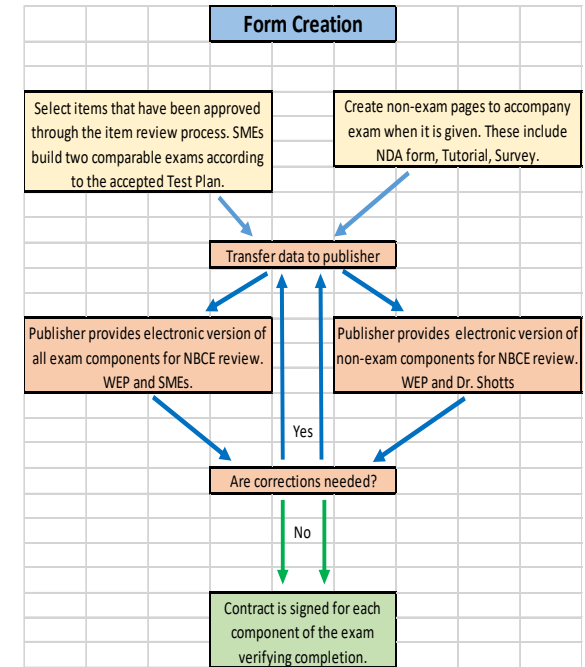 Form Creation
Select items that have been approved
through the item review process. SMEs
build two comparable exams according
to the accepted Test Plan.
Create non-exam pages to accompany
exam when it is given. These include
NDA form, Tutorial, Survey.
Transfer data to publisher
Publisher provides electronic version of
all exam components for NBCE review.
WEP and SMEs.
Publisher provides  electronic version of
non-exam components for NBCE review.
WEP and Dr. Shotts
Yes
Are corrections needed?
No
Contract is signed for each
component of the exam
verifying completion.